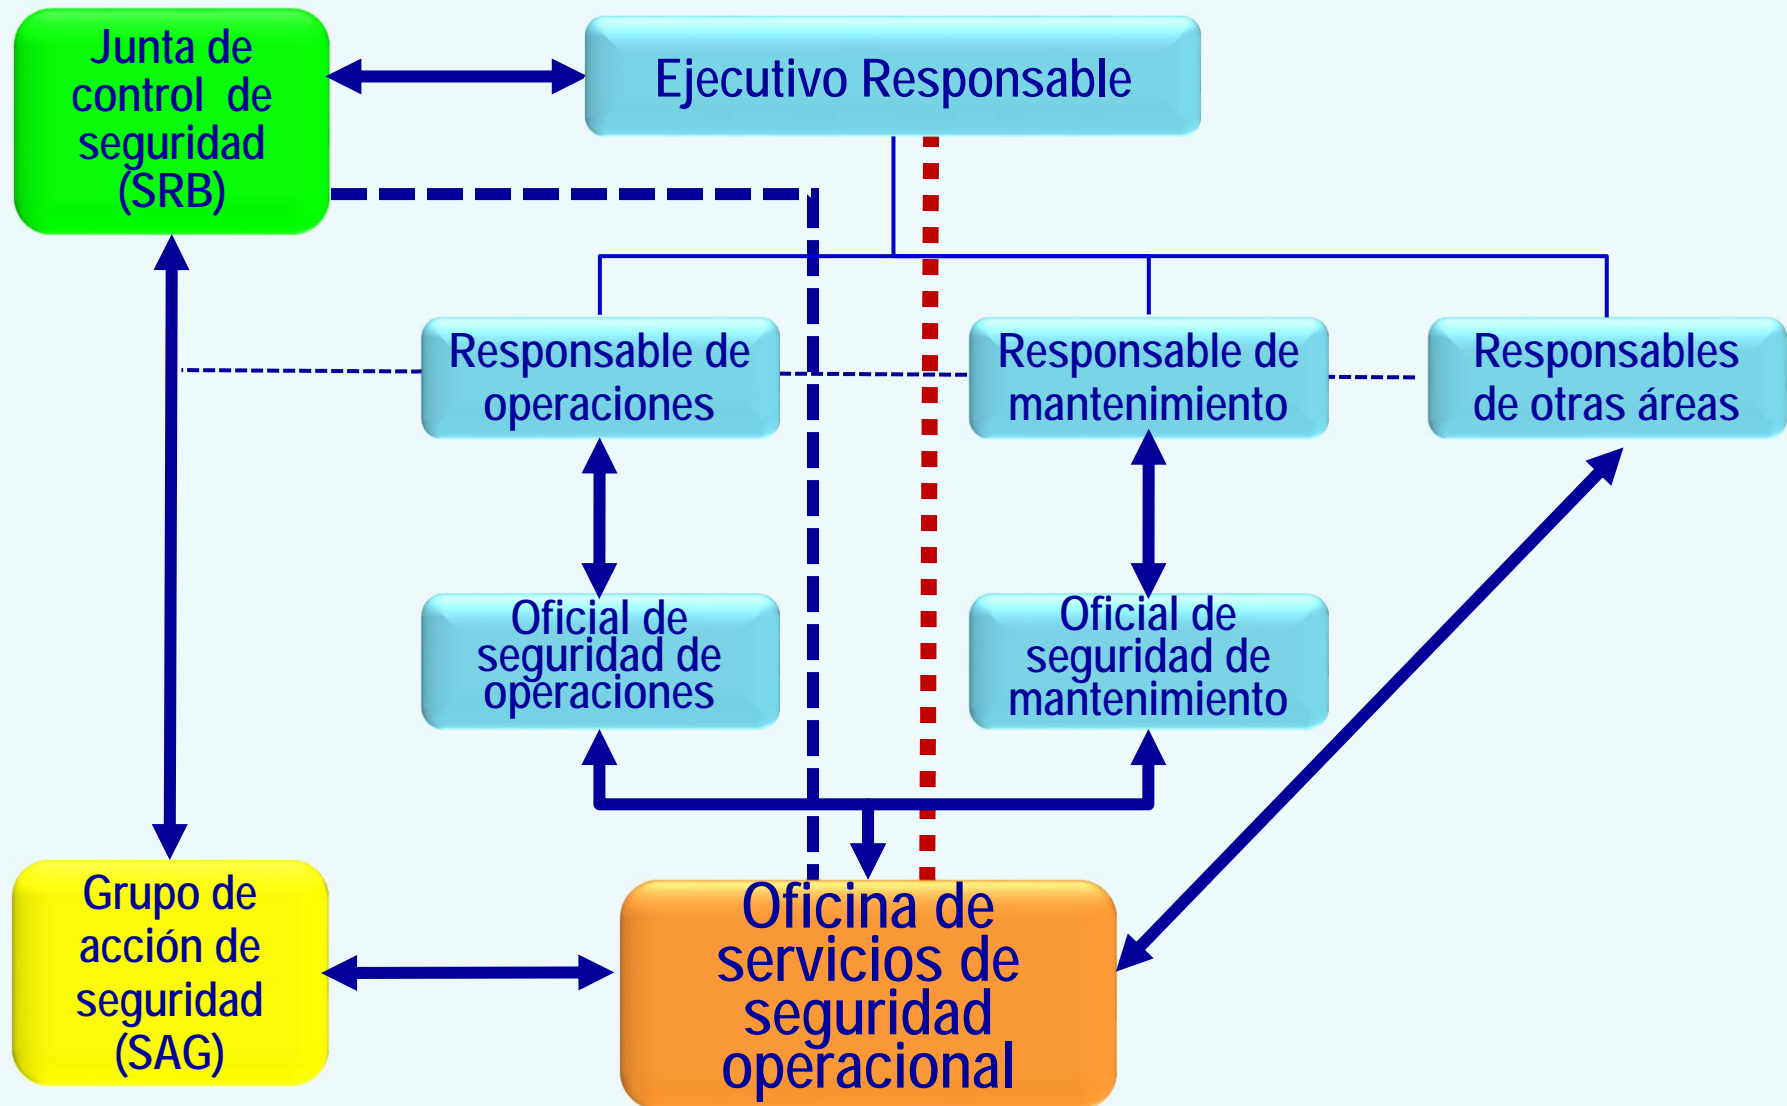 Junta de
control de
seguridad
(SRB)
Ejecutivo Responsable
Responsable de
operaciones
Responsable de
mantenimiento
Responsables
de otras áreas
Oficial de
seguridad de
operaciones
Oficial de
seguridad de
mantenimiento
Grupo de
acción de
seguridad
(SAG)
Oficina de
servicios de
seguridad
operacional